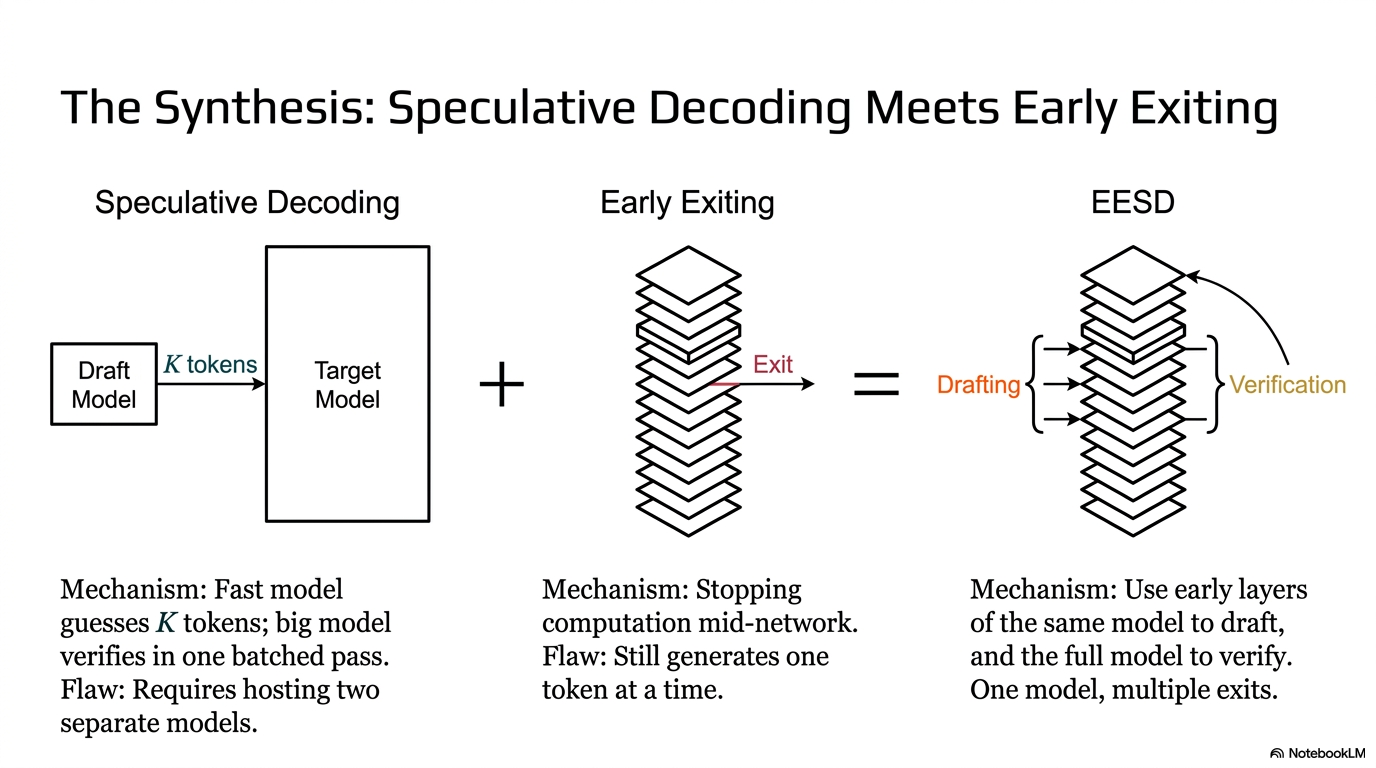 The Synthesis: Speculative Decoding Meets Early Exiting
Speculative Decoding
Draft
Model
K tokens
Target
Model
Mechanism: Fast model
guesses K tokens; big model
verifies in one batched pass.
Flaw: Requires hosting two
separate models.
+
Early Exiting
Exit
Mechanism: Stopping
computation mid-network.
Flaw: Still generates one
token at a time.
=
EESD
Drafting
Verification
Mechanism: Use early layers
of the same model to draft,
and the full model to verify.
One model, multiple exits.
NotebookLM